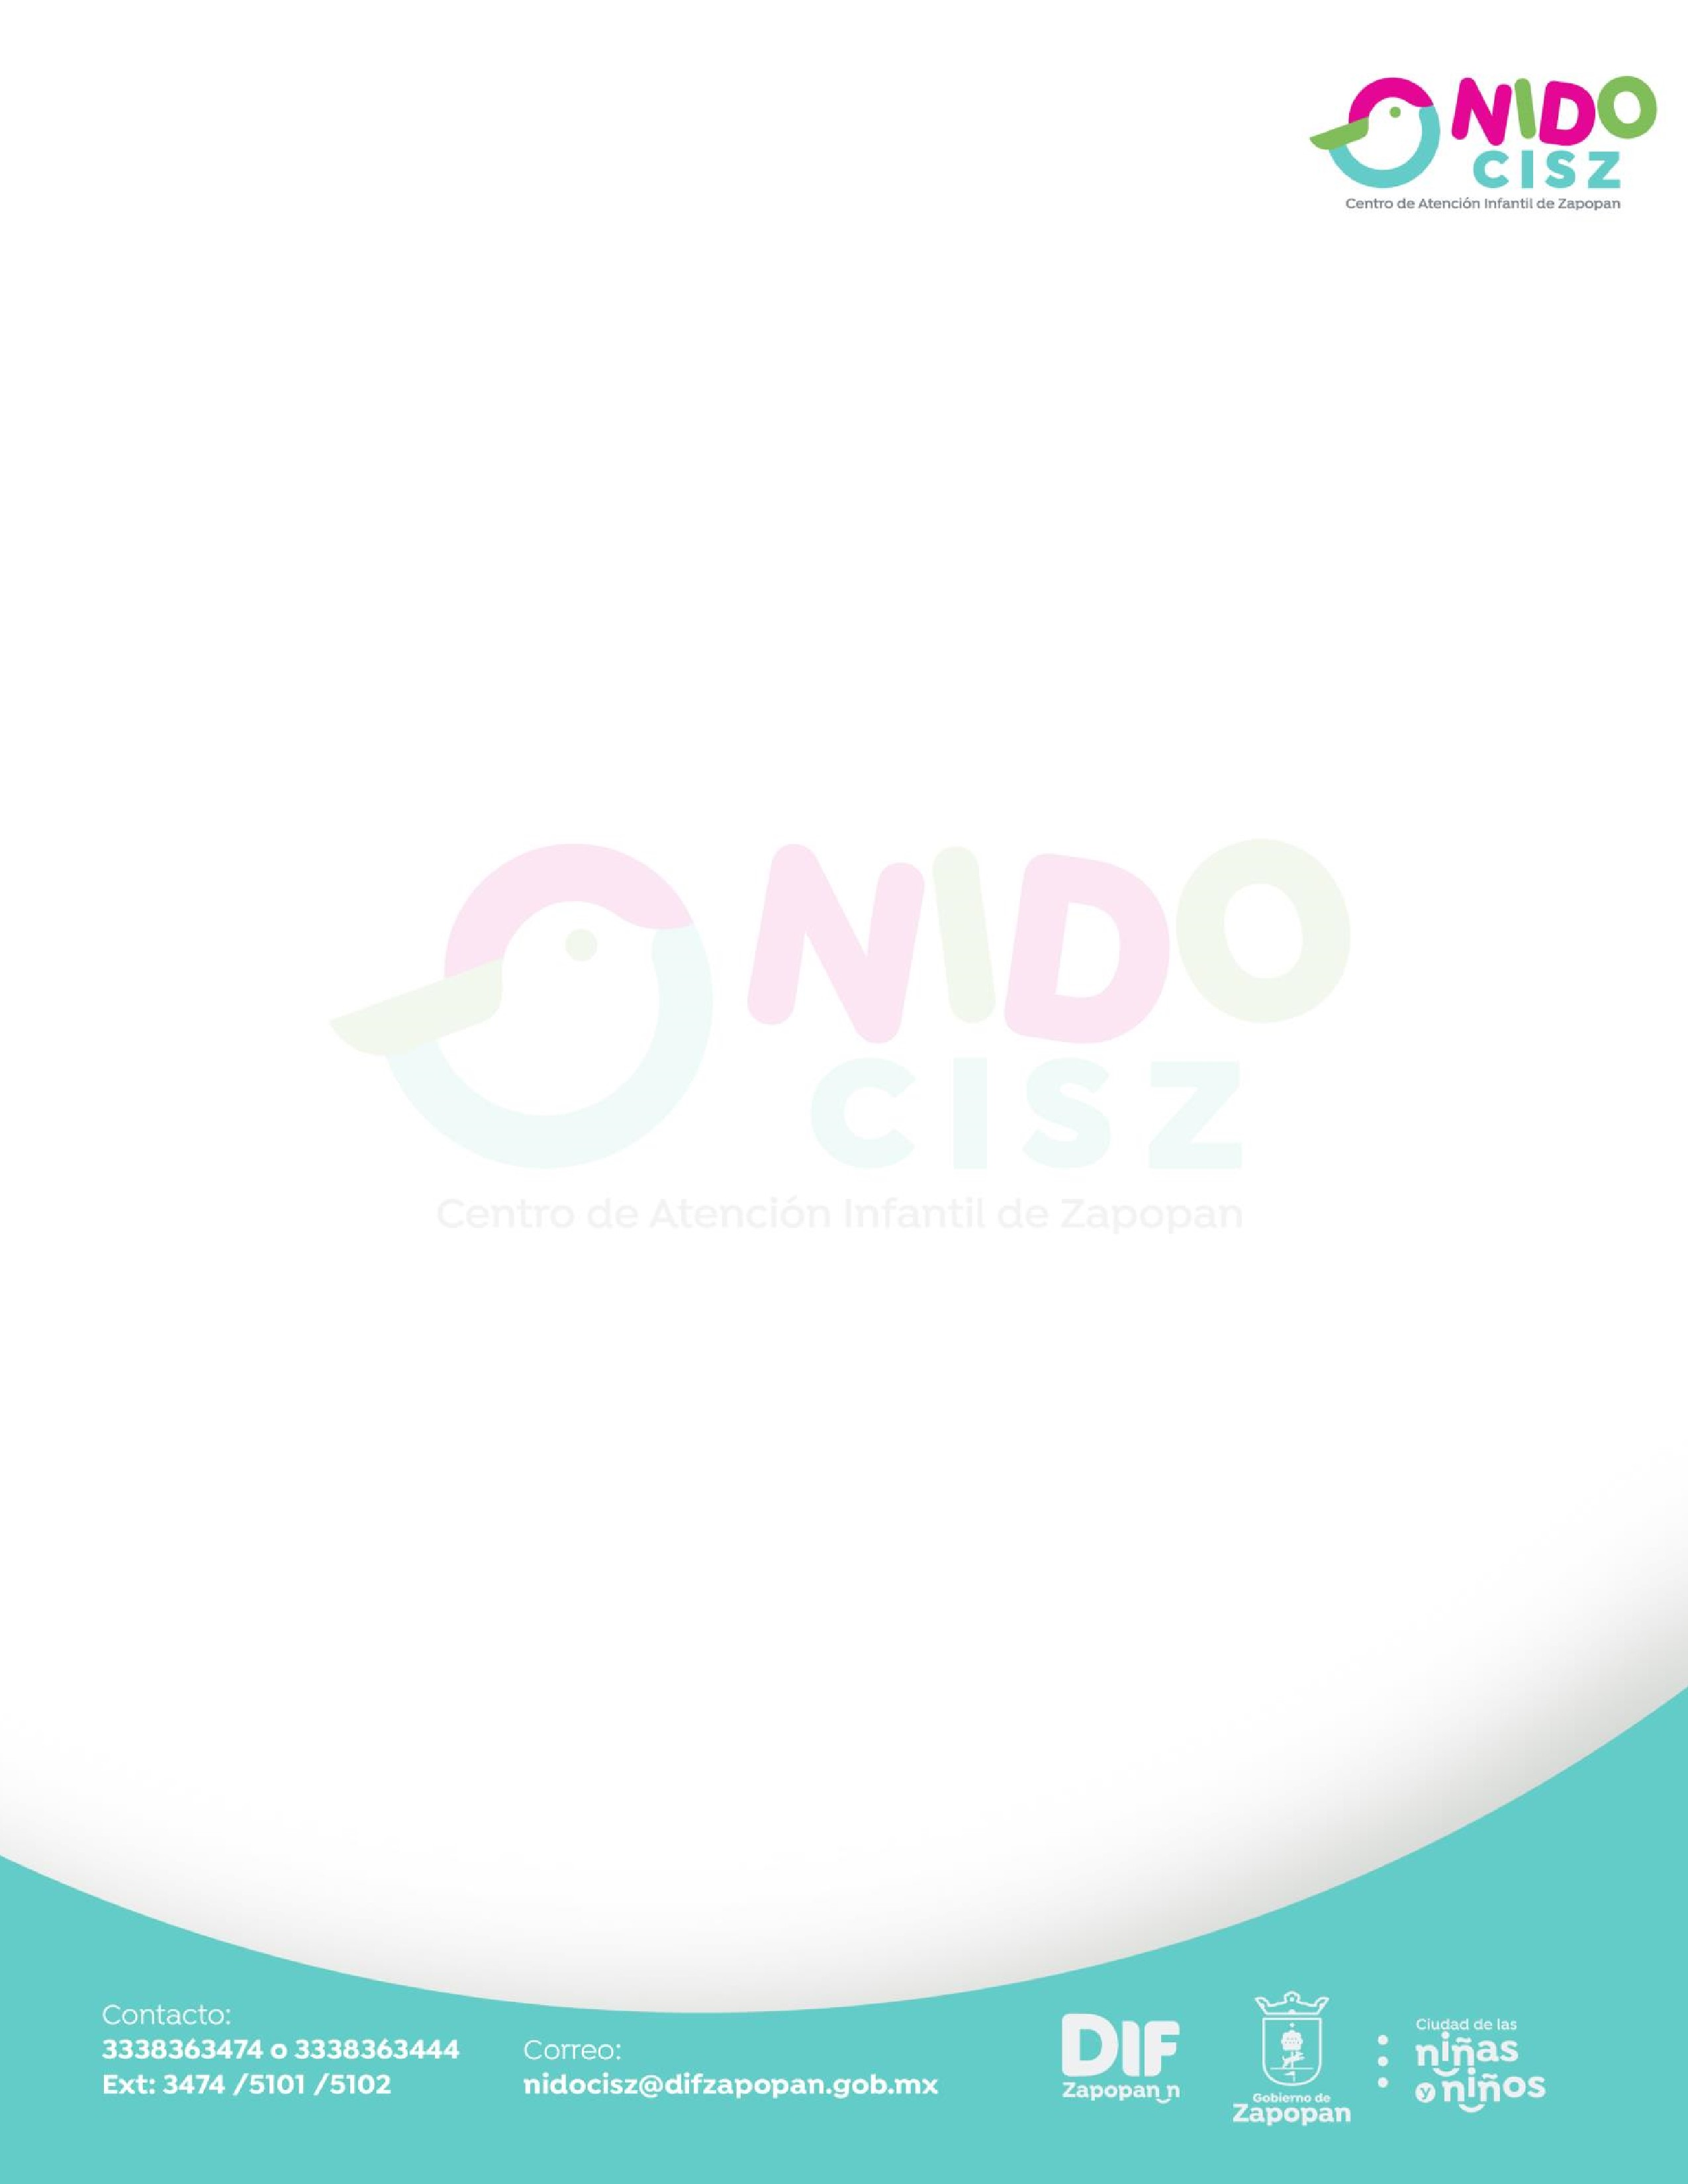 NIDO
CISZ
Centro de Atención Infantil de Zapopan
NIDO
CISZ
Centro de Atención Infantil de Zapopan
Contacto:
3338363474 o 3338363444
Ext: 3474 /5101 /5102
Correo:
nidocisz@difzapopan.gob.mx
DIF
Zapopan n
Gobierno de
Zapopan
Ciudad de las
niñas
y niños